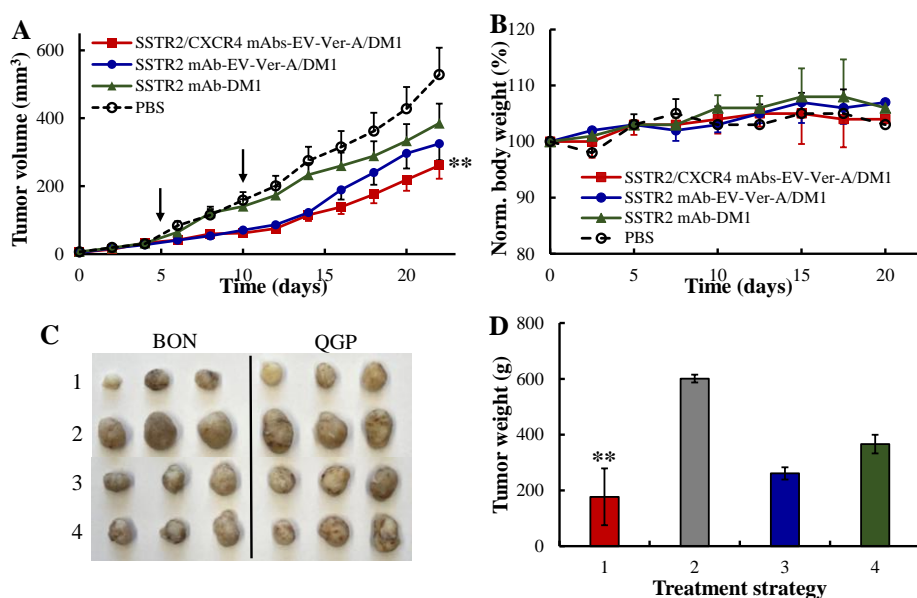 A
Tumor volume (mm³)
600
400
200
0
SSTR2/CXCR4 mAbs-EV-Ver-A/DM1
SSTR2 mAb-EV-Ver-A/DM1
SSTR2 mAb-DM1
PBS
**
0 5 10 15 20
Time (days)
B
Norm. body weight (%)
120
110
100
90
80
SSTR2/CXCR4 mAbs-EV-Ver-A/DM1
SSTR2 mAb-EV-Ver-A/DM1
SSTR2 mAb-DM1
PBS
0 5 10 15 20
Time (days)
C
BON QGP
1
2
3
4
D
Tumor weight (g)
800
600
400
200
0
**
1 2 3 4
Treatment strategy